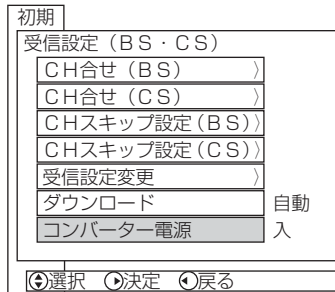 初期
受信設定（ＢＳ・ＣＳ）
ＣＨ合せ（ＢＳ） 〉
ＣＨ合せ（ＣＳ） 〉
ＣＨスキップ設定（ＢＳ）〉
ＣＨスキップ設定（ＣＳ）〉
受信設定変更 〉
ダウンロード 自動
コンバーター電源 入
選択 決定 戻る